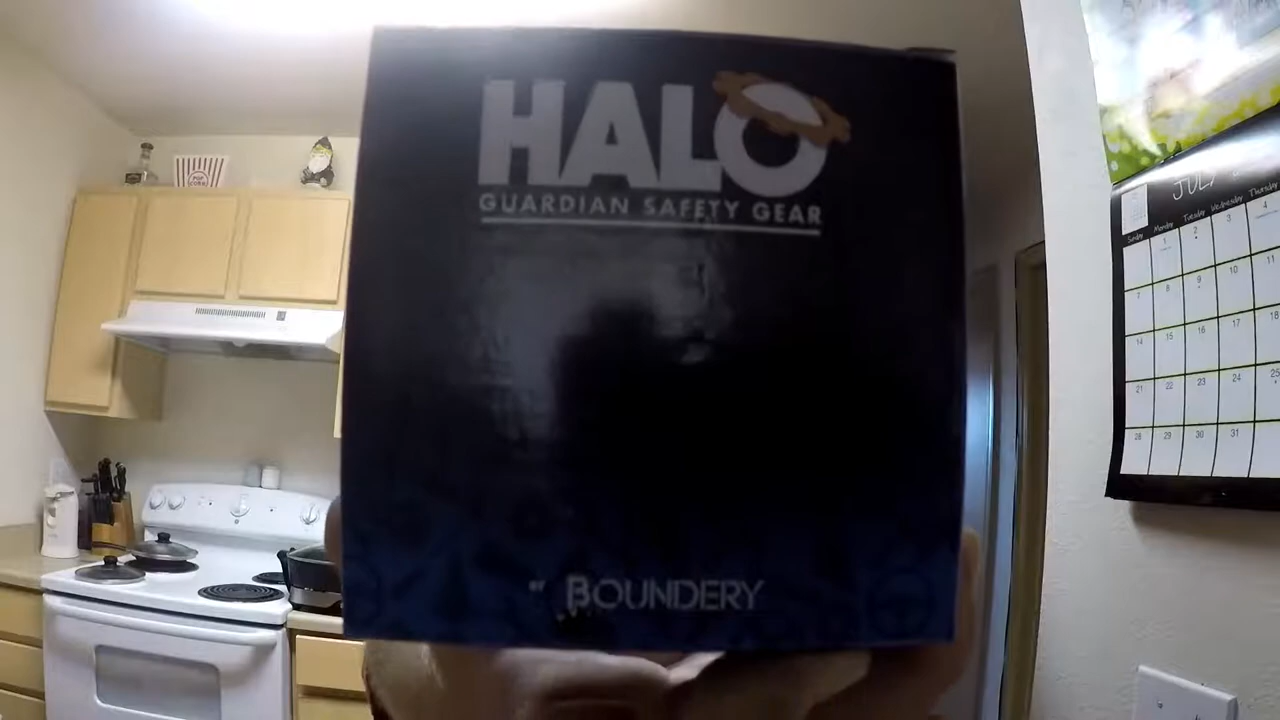 HALO
GUARDIAN SAFETY GEAR
BY BOUNDERY
POP
CORN
JULY
Sunday Monday Tuesday Wednesday Thursday
1 2 3 4
7 8 9 10 11
14 15 16 17 18
21 22 23 24 25
28 29 30 31